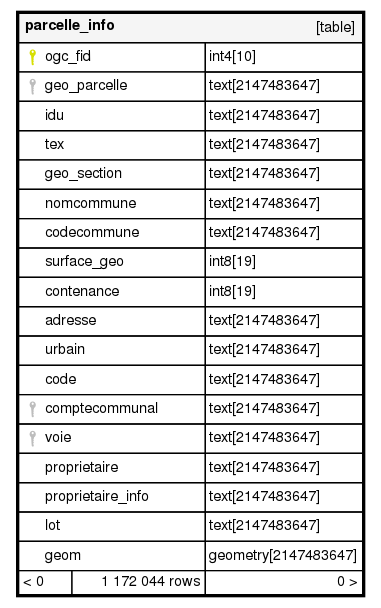 parcelle_info [table]
ogc_fid int4[10]
geo_parcelle text[2147483647]
idu text[2147483647]
tex text[2147483647]
geo_section text[2147483647]
nomcommune text[2147483647]
codecommune text[2147483647]
surface_geo int8[19]
contenance int8[19]
adresse text[2147483647]
urbain text[2147483647]
code text[2147483647]
comptecommunal text[2147483647]
voie text[2147483647]
proprietaire text[2147483647]
proprietaire_info text[2147483647]
lot text[2147483647]
geom geometry[2147483647]
< 0 1 172 044 rows 0 >